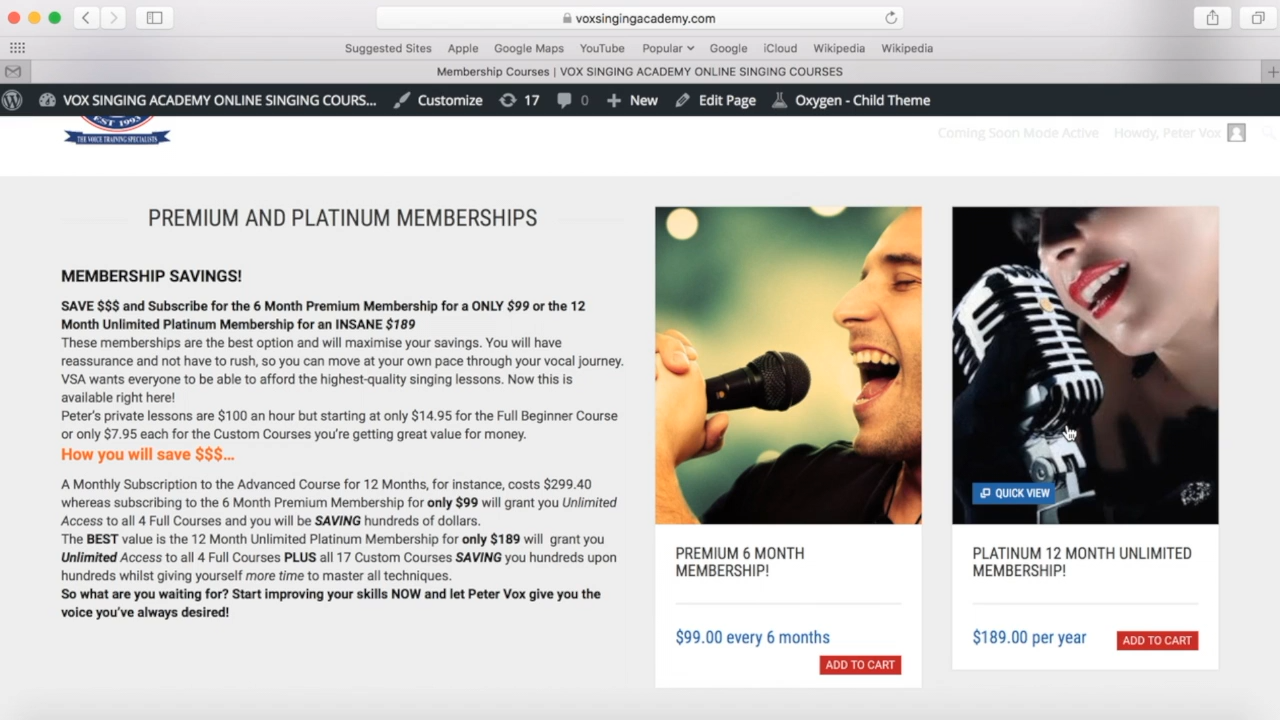 voxsingingacademy.com
Suggested Sites Apple Google Maps YouTube Popular Google iCloud Wikipedia Wikipedia
Membership Courses | VOX SINGING ACADEMY ONLINE SINGING COURSES
VOX SINGING ACADEMY ONLINE SINGING COURS... Customize 17 0 New Edit Page Oxygen - Child Theme
EST 1993
THE VOICE TRAINING SPECIALISTS
Coming Soon Mode Active Howdy, Peter Vox
PREMIUM AND PLATINUM MEMBERSHIPS
MEMBERSHIP SAVINGS!
SAVE $$$ and Subscribe for the 6 Month Premium Membership for a ONLY $99 or the 12
Month Unlimited Platinum Membership for an INSANE $189
These memberships are the best option and will maximise your savings. You will have
reassurance and not have to rush, so you can move at your own pace through your vocal journey.
VSA wants everyone to be able to afford the highest-quality singing lessons. Now this is
available right here!
Peter's private lessons are $100 an hour but starting at only $14.95 for the Full Beginner Course
or only $7.95 each for the Custom Courses you're getting great value for money.
How you will save $$$...
A Monthly Subscription to the Advanced Course for 12 Months, for instance, costs $299.40
whereas subscribing to the 6 Month Premium Membership for only $99 will grant you Unlimited
Access to all 4 Full Courses and you will be SAVING hundreds of dollars.
The BEST value is the 12 Month Unlimited Platinum Membership for only $189 will grant you
Unlimited Access to all 4 Full Courses PLUS all 17 Custom Courses SAVING you hundreds upon
hundreds whilst giving yourself more time to master all techniques.
So what are you waiting for? Start improving your skills NOW and let Peter Vox give you the
voice you've always desired!
PREMIUM 6 MONTH
MEMBERSHIP!
$99.00 every 6 months
ADD TO CART
QUICK VIEW
PLATINUM 12 MONTH UNLIMITED
MEMBERSHIP!
$189.00 per year
ADD TO CART